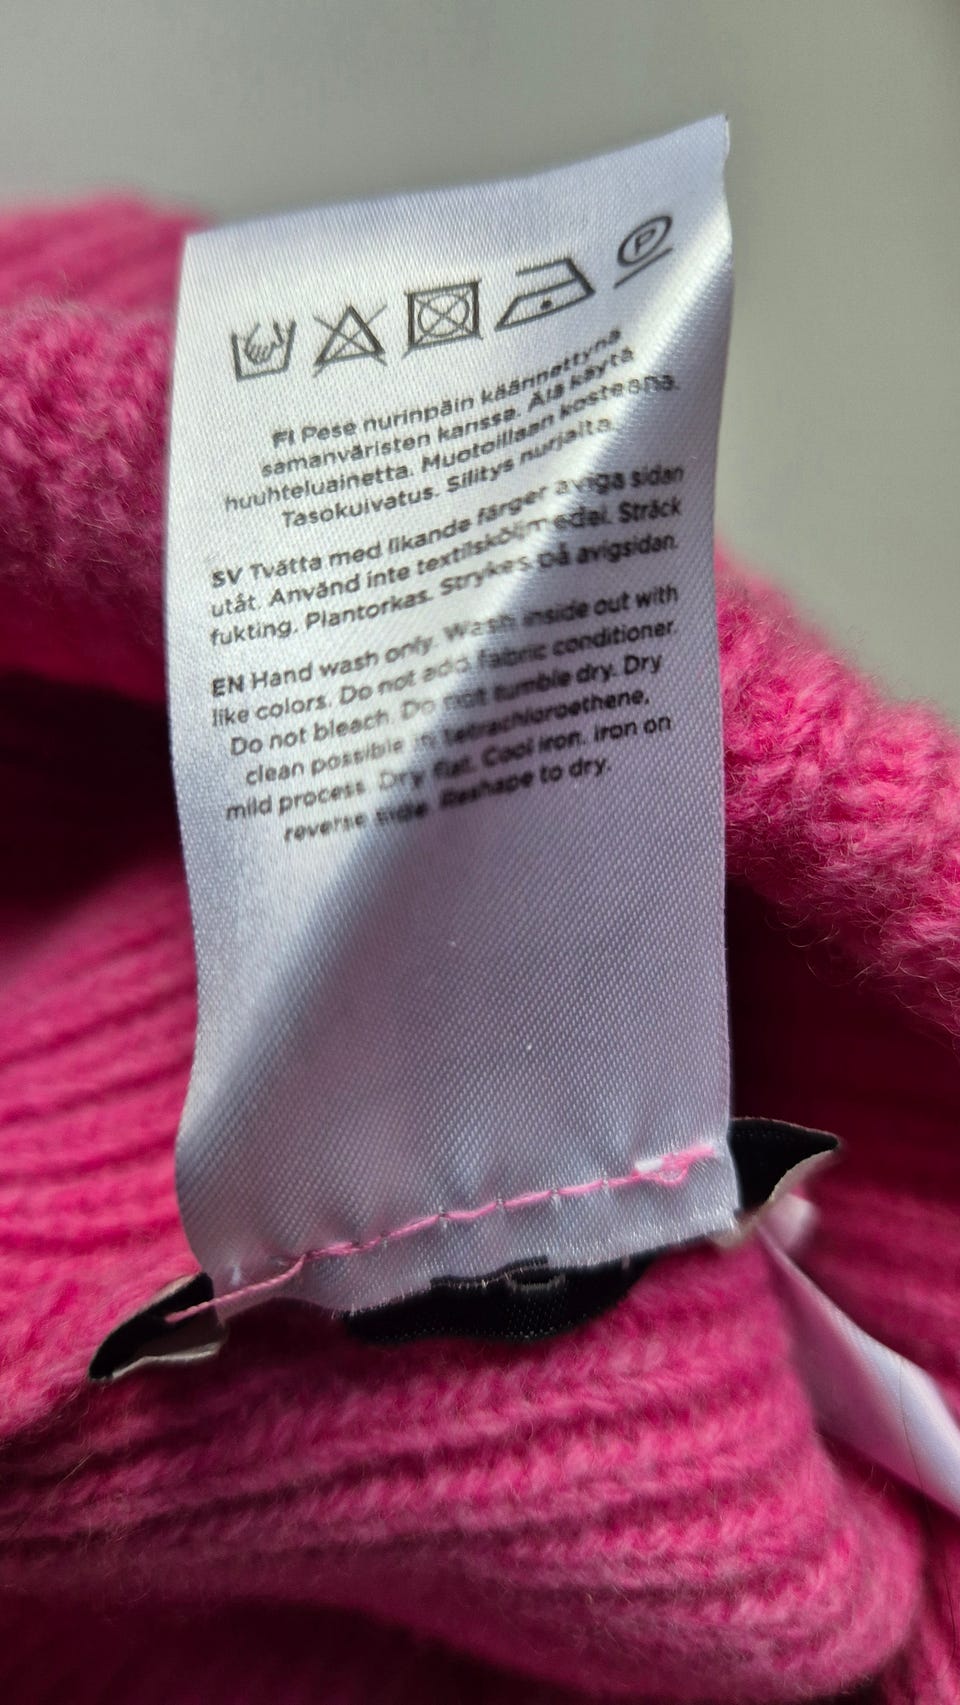 P
FI Pese nurinpäin käännettynä
samanväristen kanssa. Älä käytä
huuhteluainetta. Muotoillaan kosteana.
Tasokuivatus. Silitys nurjalta.
SV Tvätta med likande färger aviga sidan
utåt. Använd inte textilsköljmedel. Sträck
fukting. Plantorkas. Strykes på avigsidan.
EN Hand wash only. Wash inside out with
like colors. Do not add fabric conditioner.
Do not bleach. Do not tumble dry. Dry
clean possible in tetrachloroethene,
mild process. Dry flat. Cool iron. Iron on
reverse side. Reshape to dry.